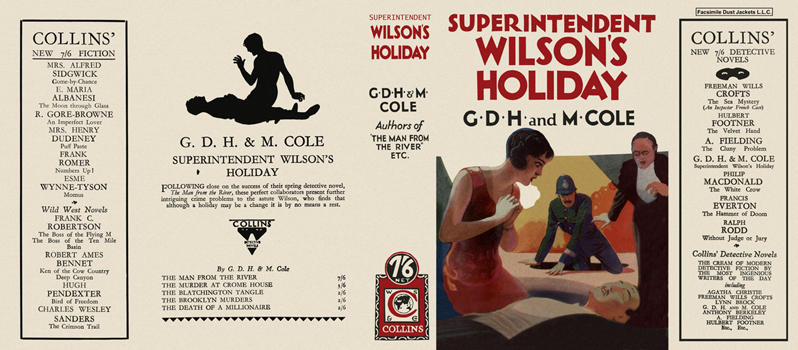 COLLINS'
NEW 7/6 FICTION
MRS. ALFRED
SIDGWICK
Come-by-Chance
E. MARIA
ALBANESI
The Moon through Glass
R. GORE-BROWNE
An Imperfect Lover
MRS. HENRY
DUDENEY
Puff Paste
FRANK
ROMER
Numbers Up!
ESME
WYNNE-TYSON
Momus
Wild West Novels
FRANK C.
ROBERTSON
The Boss of the Flying M
The Boss of the Ten Mile
Basin
ROBERT AMES
BENNET
Ken of the Cow Country
Deep Canyon
HUGH
PENDEXTER
Bird of Freedom
CHARLES WESLEY
SANDERS
The Crimson Trail
G. D. H. & M. COLE
SUPERINTENDENT WILSON'S
HOLIDAY
FOLLOWING close on the success of their spring detective novel,
The Man from the River, these perfect collaborators present further
intriguing crime problems to the astute Wilson, who finds that
although a holiday may be a change it is by no means a rest.
COLLINS
DETECTIVE
NOVELS
By G. D. H. & M. Cole
THE MAN FROM THE RIVER 7/6
THE MURDER AT CROME HOUSE 3/6
THE BLATCHINGTON TANGLE 2/6
THE BROOKLYN MURDERS 2/6
THE DEATH OF A MILLIONAIRE 2/6
SUPERINTENDENT
WILSON'S
HOLIDAY
G·D·H·&·M·
COLE
Authors of
'THE MAN FROM
THE RIVER'
ETC.
7/6
NET
W S
C
COLLINS
SUPERINTENDENT
WILSON'S
HOLIDAY
G·D·H·and M·COLE
Facsimile Dust Jackets L.L.C.
COLLINS'
NEW 7/6 DETECTIVE
NOVELS
FREEMAN WILLS
CROFTS
The Sea Mystery
(An Inspector French Case)
HULBERT
FOOTNER
The Velvet Hand
A. FIELDING
The Cluny Problem
G. D. H. & M. COLE
Superintendent Wilson's Holiday
PHILIP
MACDONALD
The White Crow
FRANCIS
EVERTON
The Hammer of Doom
RALPH
RODD
Without Judge or Jury
Collins' Detective Novels
THE CREAM OF MODERN
DETECTIVE FICTION BY
THE MOST INGENIOUS
WRITERS OF THE DAY
including
AGATHA CHRISTIE
FREEMAN WILLS CROFTS
LYNN BROCK
G. D. H. AND M. COLE
ANTHONY BERKELEY
A. FIELDING
HULBERT FOOTNER
Etc., Etc.